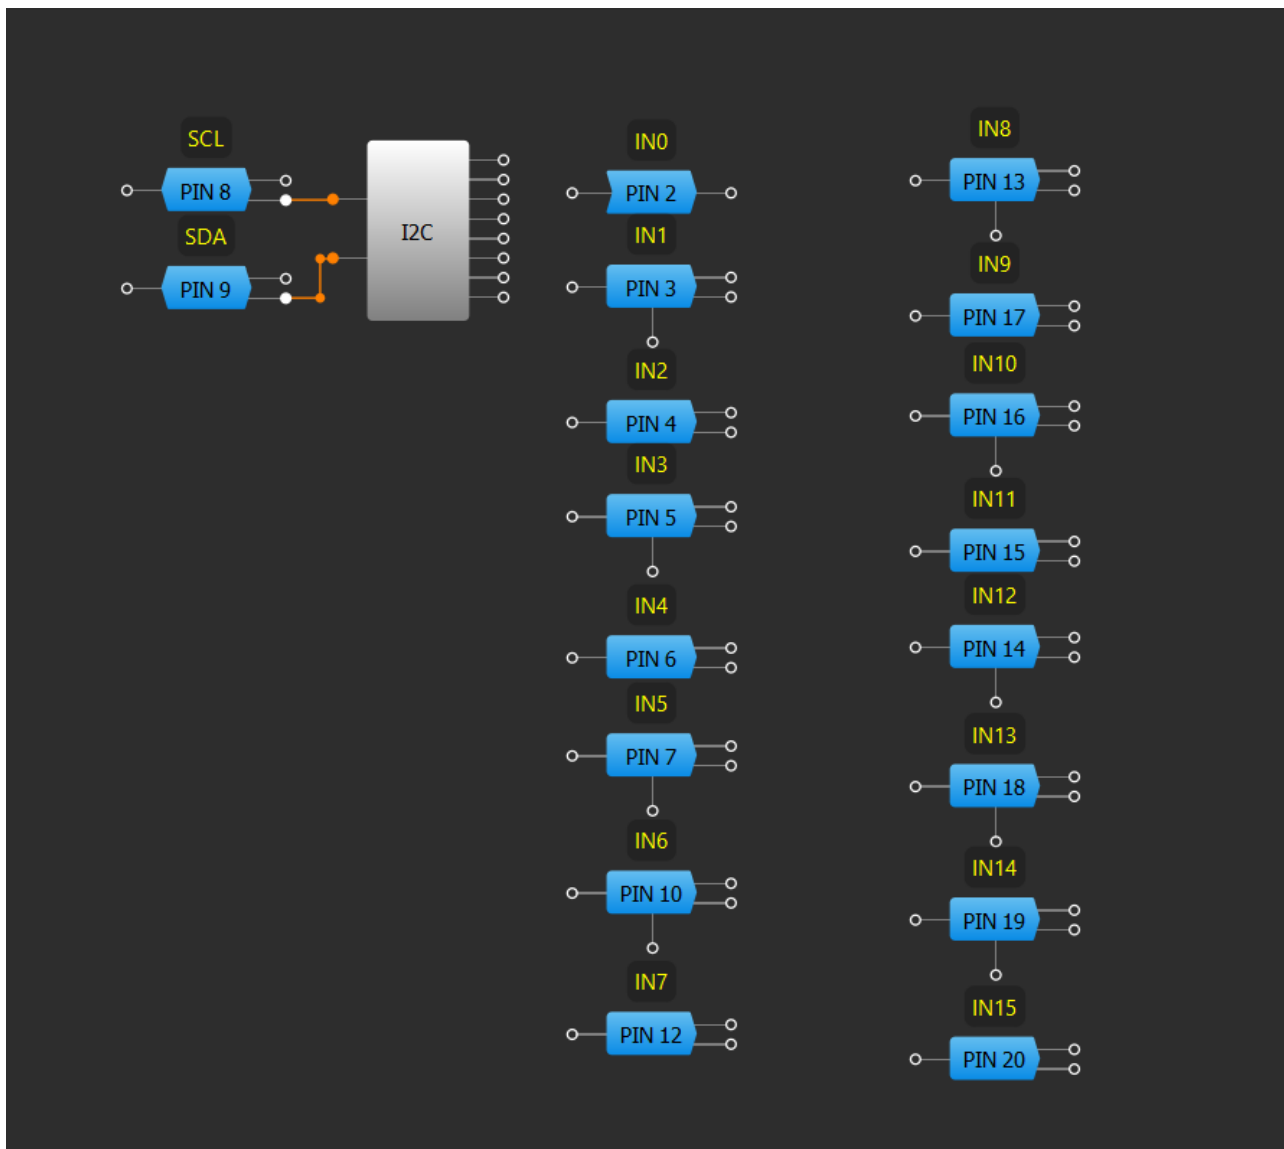 SCL
PIN 8
SDA
PIN 9
I2C
IN0
PIN 2
IN1
PIN 3
IN2
PIN 4
IN3
PIN 5
IN4
PIN 6
IN5
PIN 7
IN6
PIN 10
IN7
PIN 12
IN8
PIN 13
IN9
PIN 17
IN10
PIN 16
IN11
PIN 15
IN12
PIN 14
IN13
PIN 18
IN14
PIN 19
IN15
PIN 20